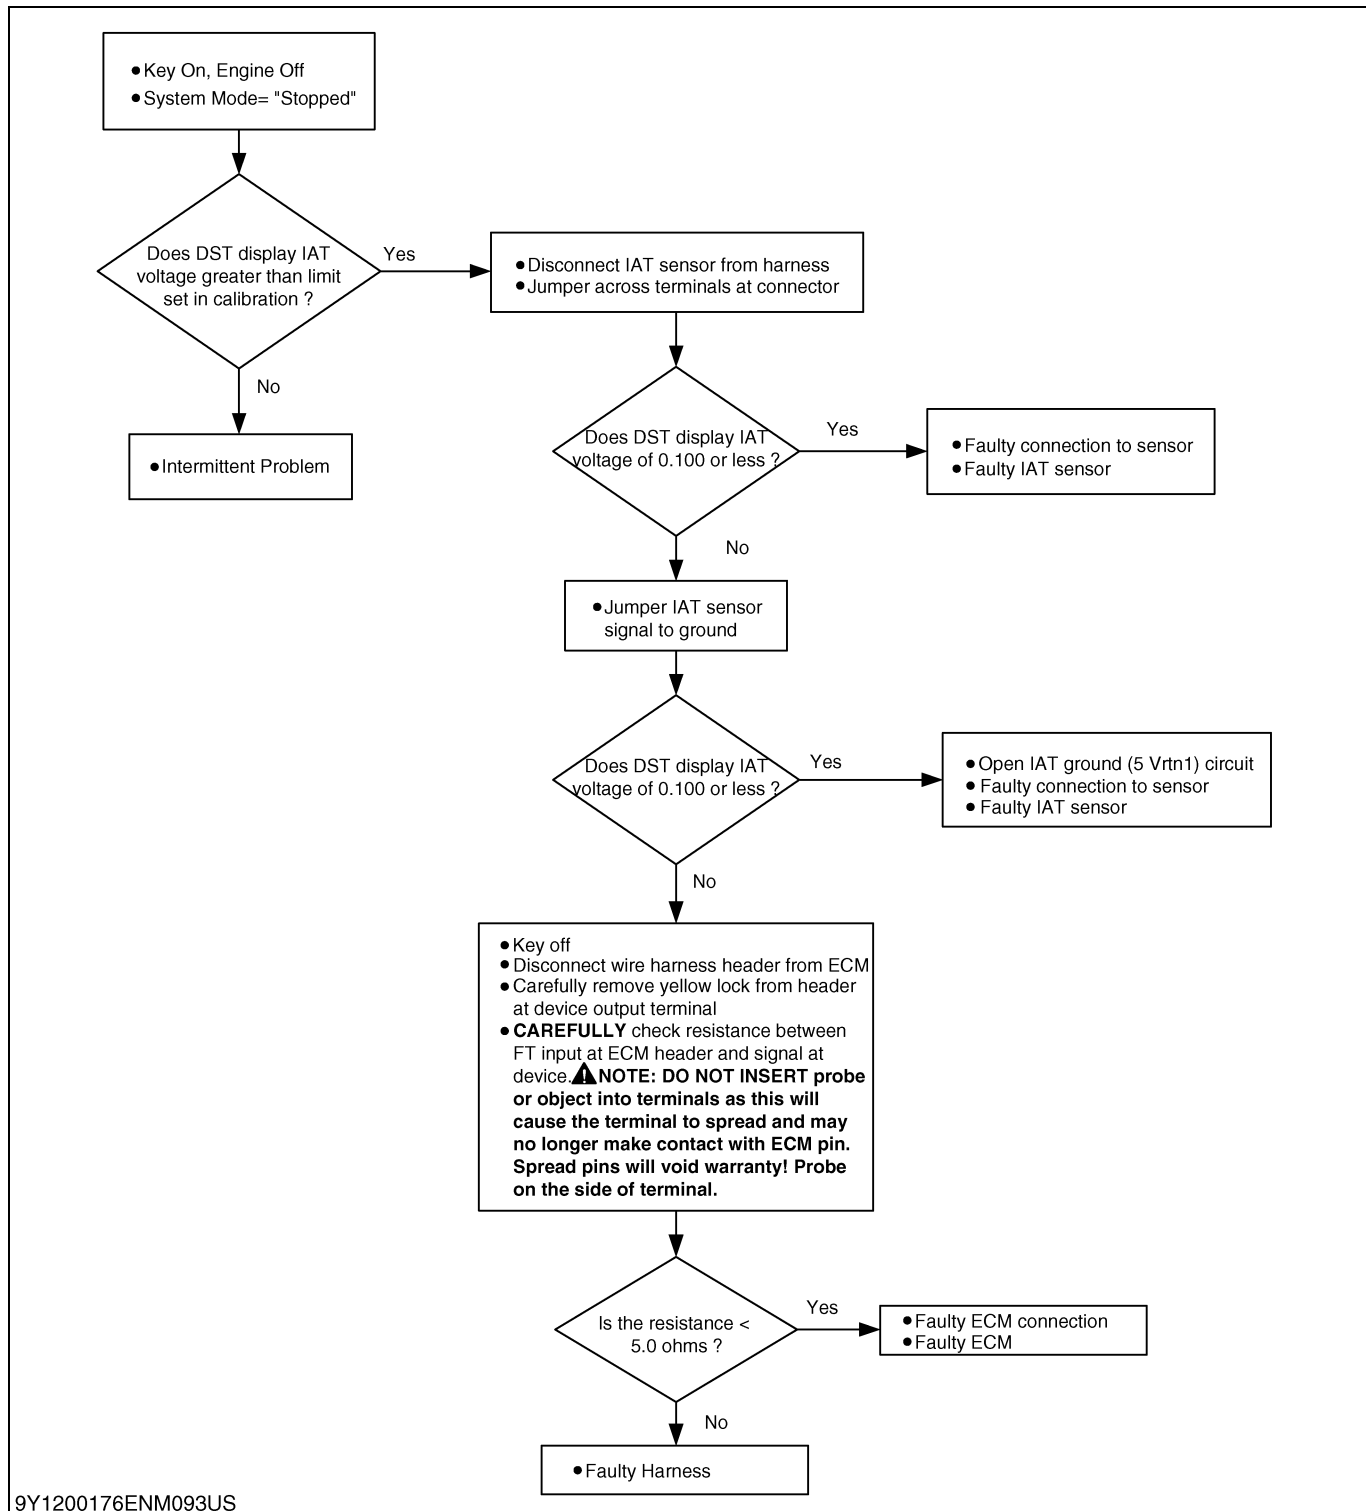 ● Key On, Engine Off
● System Mode= "Stopped"
Does DST display IAT
voltage greater than limit
set in calibration ?
Yes
● Disconnect IAT sensor from harness
● Jumper across terminals at connector
No
● Intermittent Problem
Does DST display IAT
voltage of 0.100 or less ?
Yes
● Faulty connection to sensor
● Faulty IAT sensor
No
● Jumper IAT sensor
signal to ground
Does DST display IAT
voltage of 0.100 or less ?
Yes
● Open IAT ground (5 Vrtn1) circuit
● Faulty connection to sensor
● Faulty IAT sensor
No
● Key off
● Disconnect wire harness header from ECM
● Carefully remove yellow lock from header
at device output terminal
● CAREFULLY check resistance between
FT input at ECM header and signal at
device. NOTE: DO NOT INSERT probe
or object into terminals as this will
cause the terminal to spread and may
no longer make contact with ECM pin.
Spread pins will void warranty! Probe
on the side of terminal.
Is the resistance <
5.0 ohms ?
Yes
● Faulty ECM connection
● Faulty ECM
No
● Faulty Harness
9Y1200176ENM093US